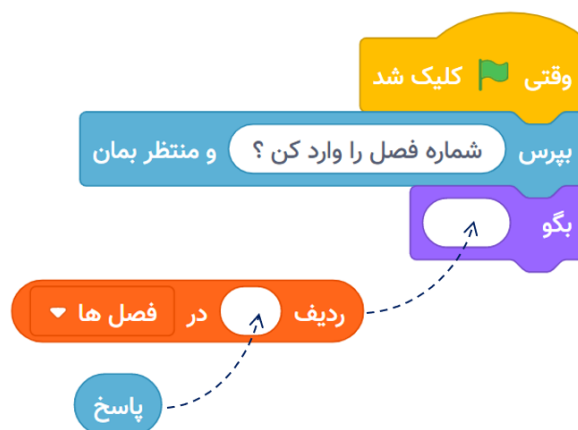 وقتی کلیک شد
بپرس شماره فصل را وارد کن ؟ و منتظر بمان
بگو
ردیف در فصل ها
پاسخ